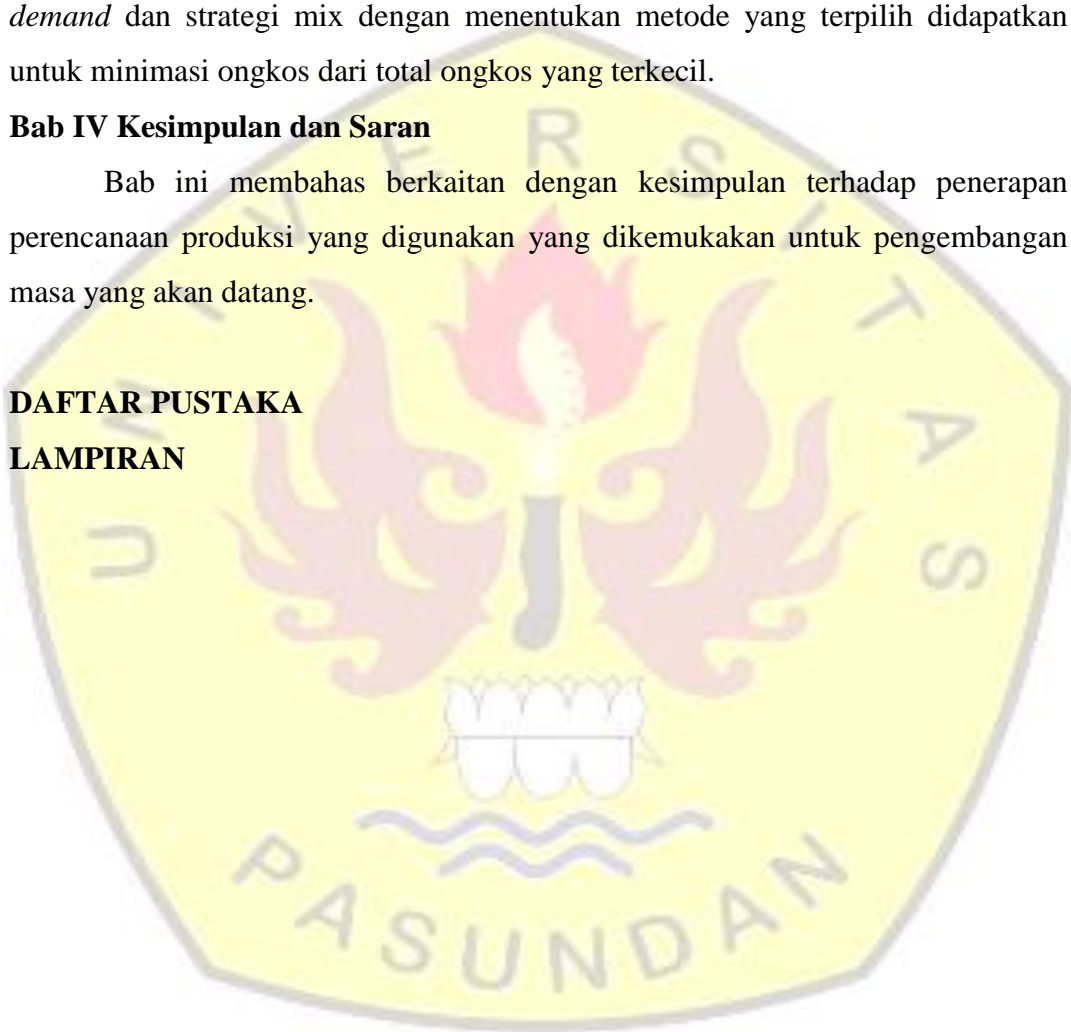 demand dan strategi mix dengan menentukan metode yang terpilih didapatkan
untuk minimasi ongkos dari total ongkos yang terkecil.
Bab IV Kesimpulan dan Saran
Bab ini membahas berkaitan dengan kesimpulan terhadap penerapan
perencanaan produksi yang digunakan yang dikemukakan untuk pengembangan
masa yang akan datang.
DAFTAR PUSTAKA
LAMPIRAN
UNIVERSITAS
PASUNDAN